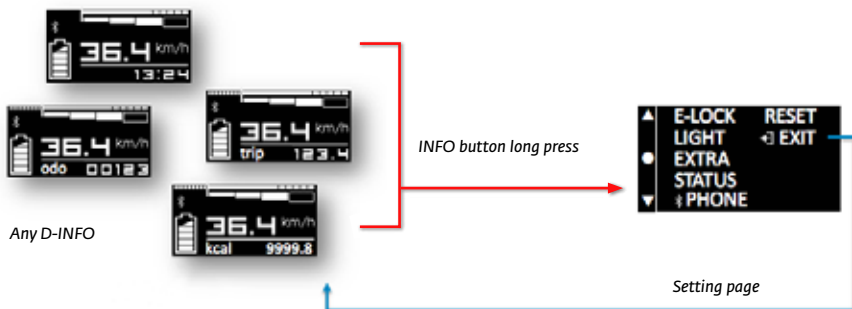 36.4 km/h
13:24
36.4 km/h
odo 00123
36.4 km/h
trip 123.4
36.4 km/h
kcal 9999.8
Any D-INFO
INFO button long press
E-LOCK RESET
LIGHT EXIT
EXTRA
STATUS
PHONE
Setting page